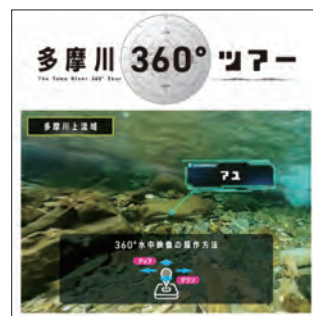 多摩川 360° ツアー
The Tama River 360° Tour
多摩川上流域
アユ
360°水中映像の操作方法
アップ
ダウン